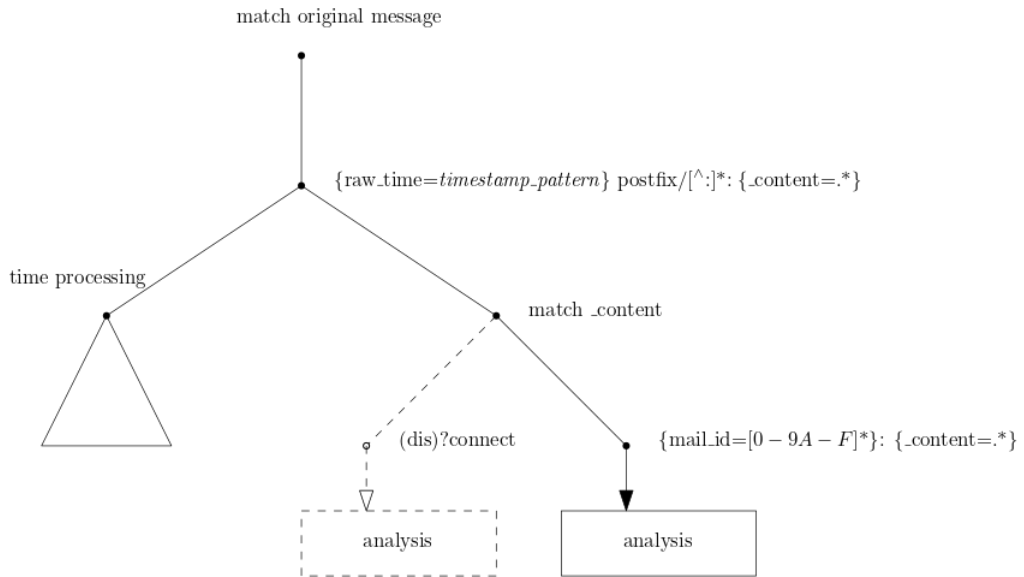 match original message
{raw_time=timestamp_pattern} postfix/[^:]*: {_content=.*}
time processing
match _content
(dis)?connect
{mail_id=[0 − 9A − F]*}: {_content=.*}
analysis
analysis